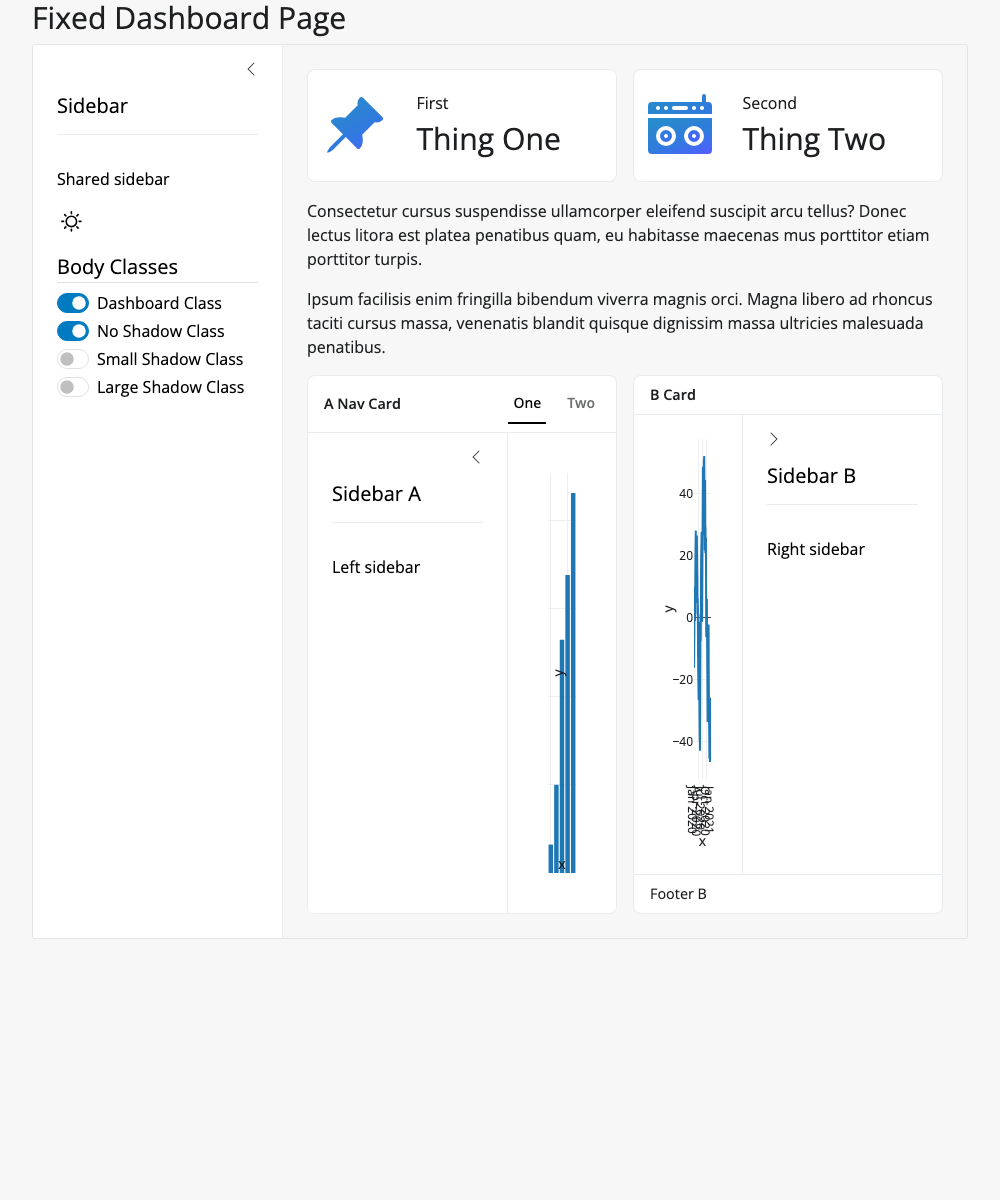 Fixed Dashboard Page
Sidebar
Shared sidebar
Body Classes
Dashboard Class
No Shadow Class
Small Shadow Class
Large Shadow Class
First
Thing One
Second
Thing Two
Consectetur cursus suspendisse ullamcorper eleifend suscipit arcu tellus? Donec
lectus litora est platea penatibus quam, eu habitasse maecenas mus porttitor etiam
porttitor turpis.
Ipsum facilisis enim fringilla bibendum viverra magnis orci. Magna libero ad rhoncus
taciti cursus massa, venenatis blandit quisque dignissim massa ultricies malesuada
penatibus.
A Nav Card
One
Two
Sidebar A
Left sidebar
y
x
B Card
40
20
0
−20
−40
y
Jan 2020
Jan 2021
x
Sidebar B
Right sidebar
Footer B